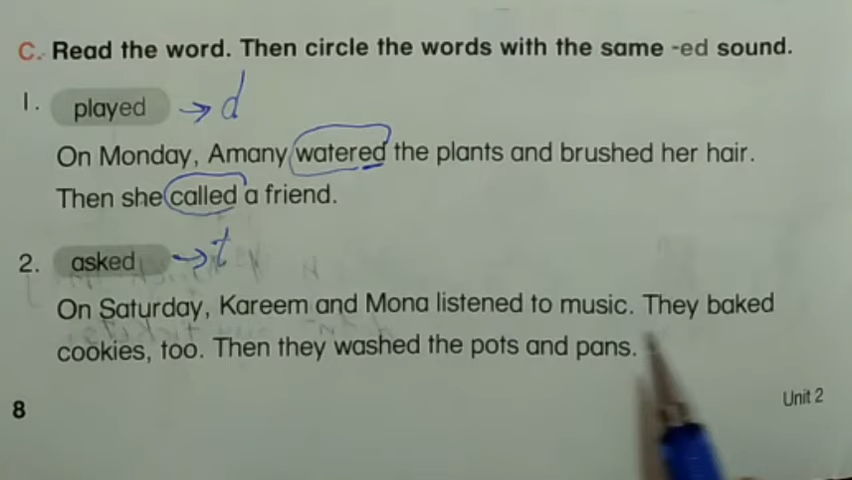 C. Read the word. Then circle the words with the same -ed sound.
1. played → d
On Monday, Amany watered the plants and brushed her hair.
Then she called a friend.
2. asked → t
On Saturday, Kareem and Mona listened to music. They baked
cookies, too. Then they washed the pots and pans.
8
Unit 2